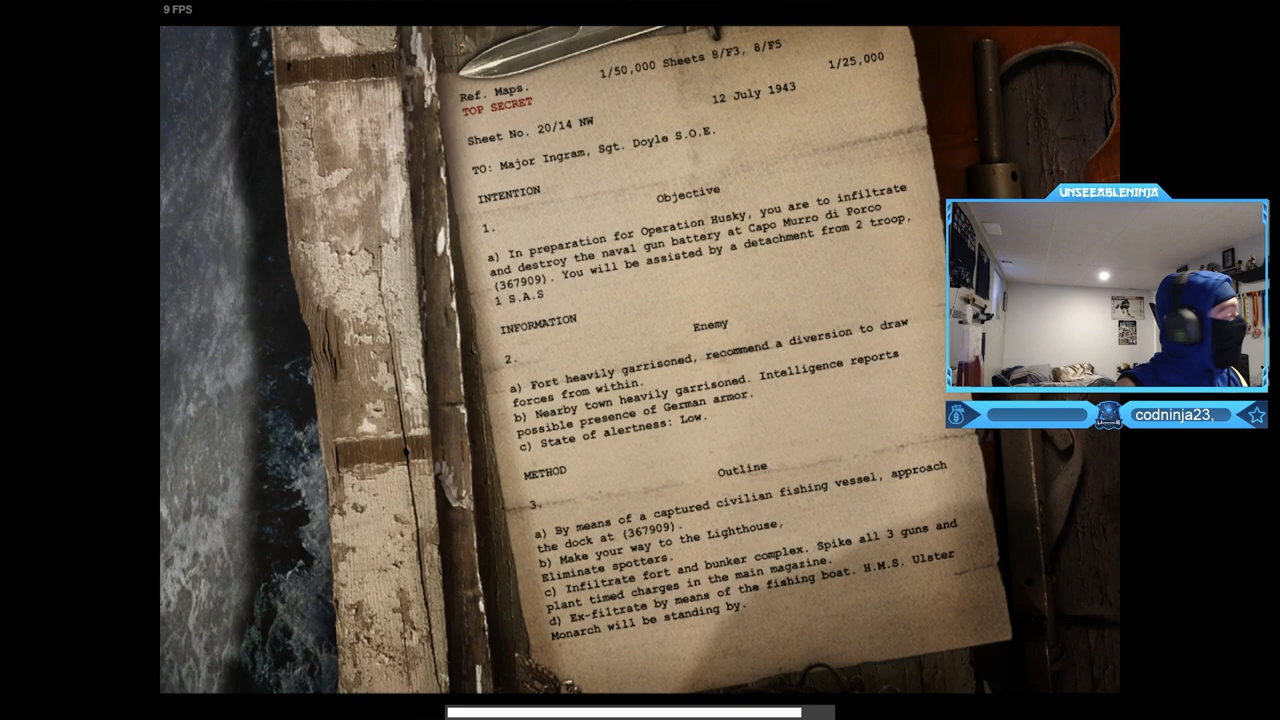 9 FPS
1/50,000 Sheets 8/F3, 8/F5
Ref. Maps.
1/25,000
TOP SECRET
12 July 1943
Sheet No. 20/14 NW
TO: Major Ingram, Sgt. Doyle S.O.E.
INTENTION
Objective
1.
a) In preparation for Operation Husky, you are to infiltrate
and destroy the naval gun battery at Capo Murro di Porco
(367909). You will be assisted by a detachment from 2 troop,
1 S.A.S
INFORMATION
Enemy
2.
a) Fort heavily garrisoned, recommend a diversion to draw
forces from within.
b) Nearby town heavily garrisoned. Intelligence reports
possible presence of German armor.
c) State of alertness: Low.
METHOD
Outline
3.
a) By means of a captured civilian fishing vessel, approach
the dock at (367909).
b) Make your way to the Lighthouse,
Eliminate spotters.
c) Infiltrate fort and bunker complex. Spike all 3 guns and
plant timed charges in the main magazine.
d) Ex-filtrate by means of the fishing boat. H.M.S. Ulster
Monarch will be standing by.
UNSEEABLENINJA
codninja23,